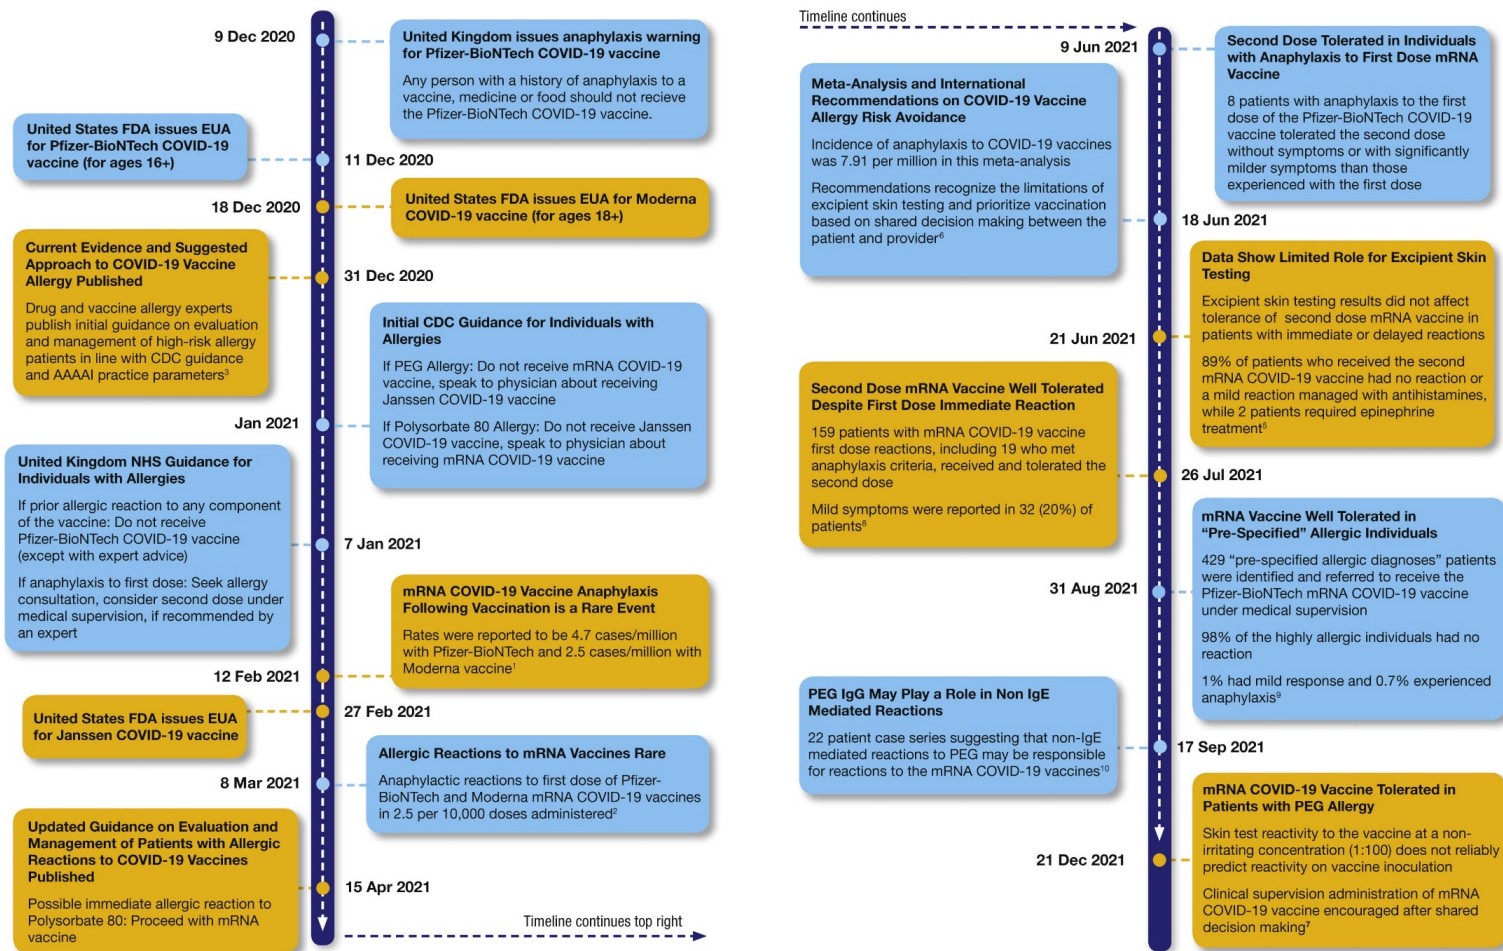 9 Dec 2020
United Kingdom issues anaphylaxis warning
for Pfizer-BioNTech COVID-19 vaccine
Any person with a history of anaphylaxis to a
vaccine, medicine or food should not recieve
the Pfizer-BioNTech COVID-19 vaccine.
United States FDA issues EUA
for Pfizer-BioNTech COVID-19
vaccine (for ages 16+)
11 Dec 2020
18 Dec 2020
United States FDA issues EUA for Moderna
COVID-19 vaccine (for ages 18+)
Current Evidence and Suggested
Approach to COVID-19 Vaccine
Allergy Published
Drug and vaccine allergy experts
publish initial guidance on evaluation
and management of high-risk allergy
patients in line with CDC guidance
and AAAAI practice parameters³
31 Dec 2020
Initial CDC Guidance for Individuals with
Allergies
If PEG Allergy: Do not receive mRNA COVID-19
vaccine, speak to physician about receiving
Janssen COVID-19 vaccine
If Polysorbate 80 Allergy: Do not receive Janssen
COVID-19 vaccine, speak to physician about
receiving mRNA COVID-19 vaccine
Jan 2021
United Kingdom NHS Guidance for
Individuals with Allergies
If prior allergic reaction to any component
of the vaccine: Do not receive
Pfizer-BioNTech COVID-19 vaccine
(except with expert advice)
If anaphylaxis to first dose: Seek allergy
consultation, consider second dose under
medical supervision, if recommended by
an expert
7 Jan 2021
mRNA COVID-19 Vaccine Anaphylaxis
Following Vaccination is a Rare Event
Rates were reported to be 4.7 cases/million
with Pfizer-BioNTech and 2.5 cases/million with
Moderna vaccine¹
12 Feb 2021
United States FDA issues EUA
for Janssen COVID-19 vaccine
27 Feb 2021
Allergic Reactions to mRNA Vaccines Rare
Anaphylactic reactions to first dose of Pfizer-
BioNTech and Moderna mRNA COVID-19 vaccines
in 2.5 per 10,000 doses administered²
8 Mar 2021
Updated Guidance on Evaluation and
Management of Patients with Allergic
Reactions to COVID-19 Vaccines
Published
Possible immediate allergic reaction to
Polysorbate 80: Proceed with mRNA
vaccine
15 Apr 2021
Timeline continues top right
Timeline continues
9 Jun 2021
Second Dose Tolerated in Individuals
with Anaphylaxis to First Dose mRNA
Vaccine
8 patients with anaphylaxis to the first
dose of the Pfizer-BioNTech COVID-19
vaccine tolerated the second dose
without symptoms or with significantly
milder symptoms than those
experienced with the first dose
Meta-Analysis and International
Recommendations on COVID-19 Vaccine
Allergy Risk Avoidance
Incidence of anaphylaxis to COVID-19 vaccines
was 7.91 per million in this meta-analysis
Recommendations recognize the limitations of
excipient skin testing and prioritize vaccination
based on shared decision making between the
patient and provider⁶
18 Jun 2021
Data Show Limited Role for Excipient Skin
Testing
Excipient skin testing results did not affect
tolerance of second dose mRNA vaccine in
patients with immediate or delayed reactions
89% of patients who received the second
mRNA COVID-19 vaccine had no reaction or
a mild reaction managed with antihistamines,
while 2 patients required epinephrine
treatment⁵
21 Jun 2021
Second Dose mRNA Vaccine Well Tolerated
Despite First Dose Immediate Reaction
159 patients with mRNA COVID-19 vaccine
first dose reactions, including 19 who met
anaphylaxis criteria, received and tolerated the
second dose
Mild symptoms were reported in 32 (20%) of
patients⁸
26 Jul 2021
mRNA Vaccine Well Tolerated in
“Pre-Specified” Allergic Individuals
429 “pre-specified allergic diagnoses” patients
were identified and referred to receive the
Pfizer-BioNTech mRNA COVID-19 vaccine
under medical supervision
98% of the highly allergic individuals had no
reaction
1% had mild response and 0.7% experienced
anaphylaxis⁹
31 Aug 2021
PEG IgG May Play a Role in Non IgE
Mediated Reactions
22 patient case series suggesting that non-IgE
mediated reactions to PEG may be responsible
for reactions to the mRNA COVID-19 vaccines¹⁰
17 Sep 2021
mRNA COVID-19 Vaccine Tolerated in
Patients with PEG Allergy
Skin test reactivity to the vaccine at a non-
irritating concentration (1:100) does not reliably
predict reactivity on vaccine inoculation
Clinical supervision administration of mRNA
COVID-19 vaccine encouraged after shared
decision making⁷
21 Dec 2021